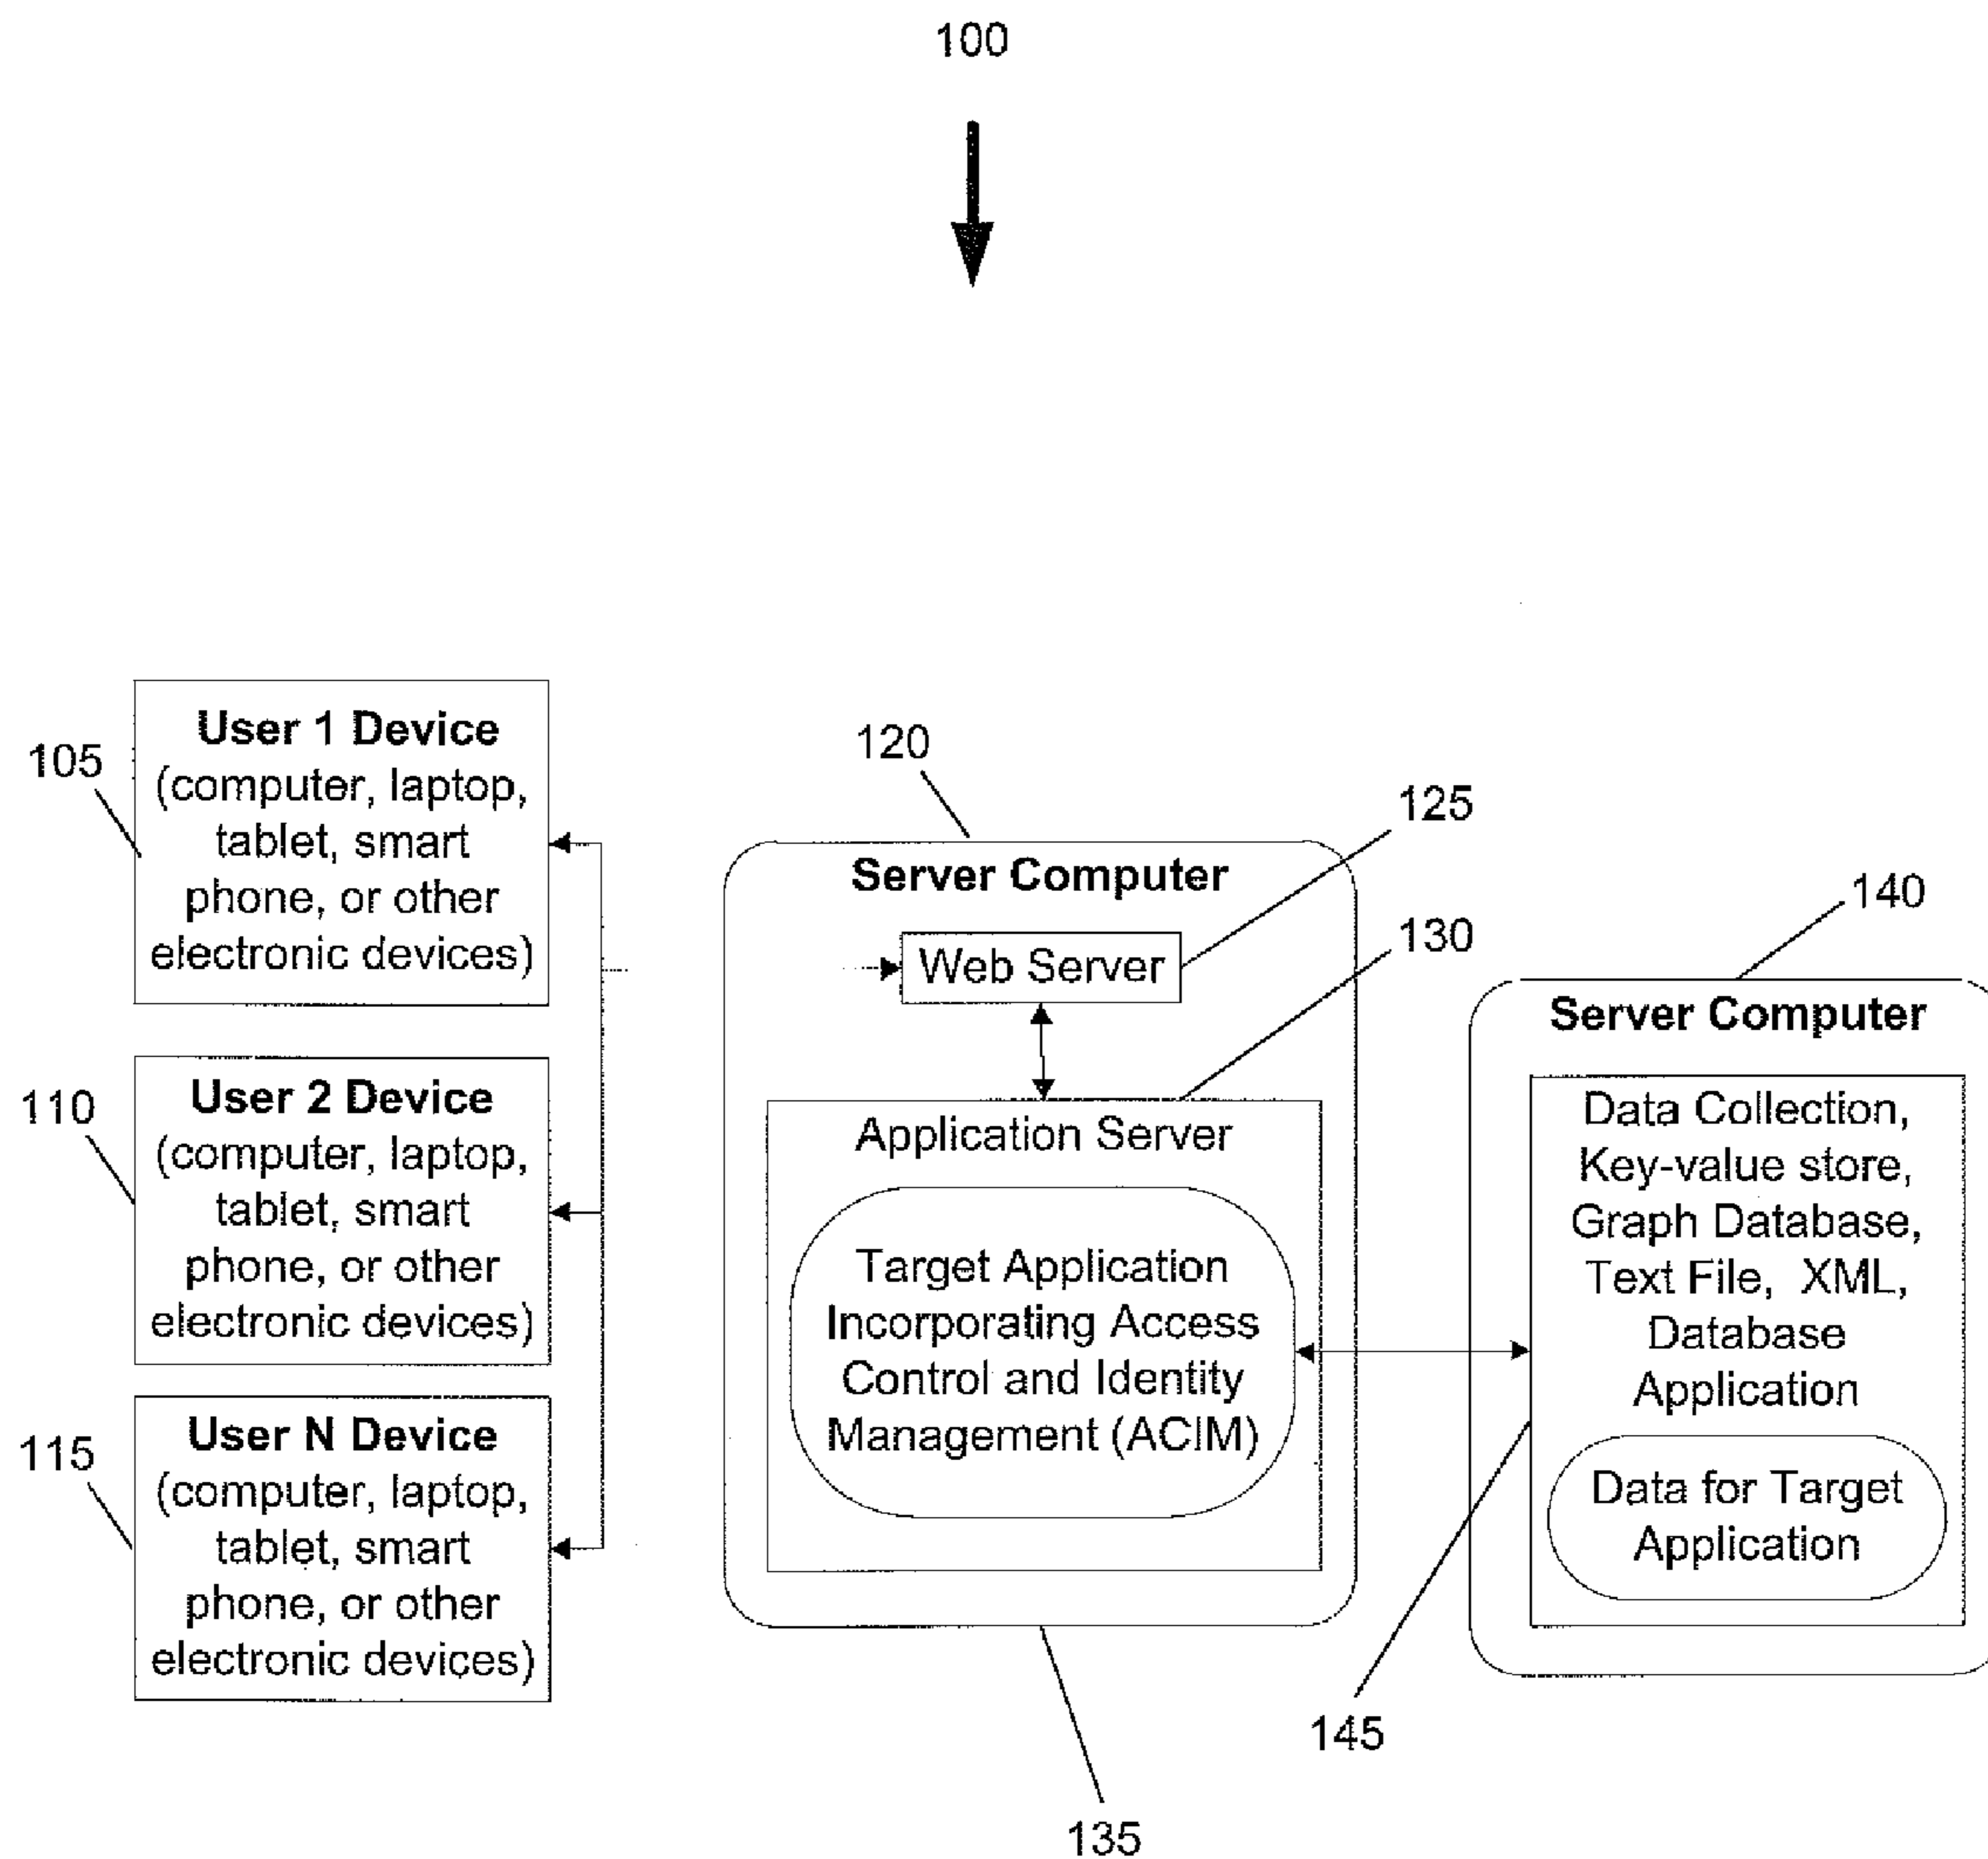 100
105
User 1 Device
(computer, laptop,
tablet, smart
phone, or other
electronic devices)
110
User 2 Device
(computer, laptop,
tablet, smart
phone, or other
electronic devices)
115
User N Device
(computer, laptop,
tablet, smart
phone, or other
electronic devices)
120
Server Computer
125
Web Server
130
Application Server
Target Application
Incorporating Access
Control and Identity
Management (ACIM)
135
140
Server Computer
Data Collection,
Key-value store,
Graph Database,
Text File, XML,
Database
Application
Data for Target
Application
145